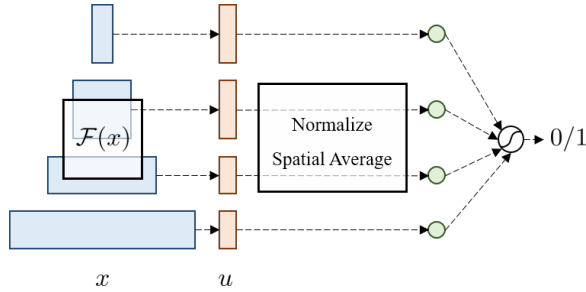 F(x)
Normalize
Spatial Average
0/1
x
u